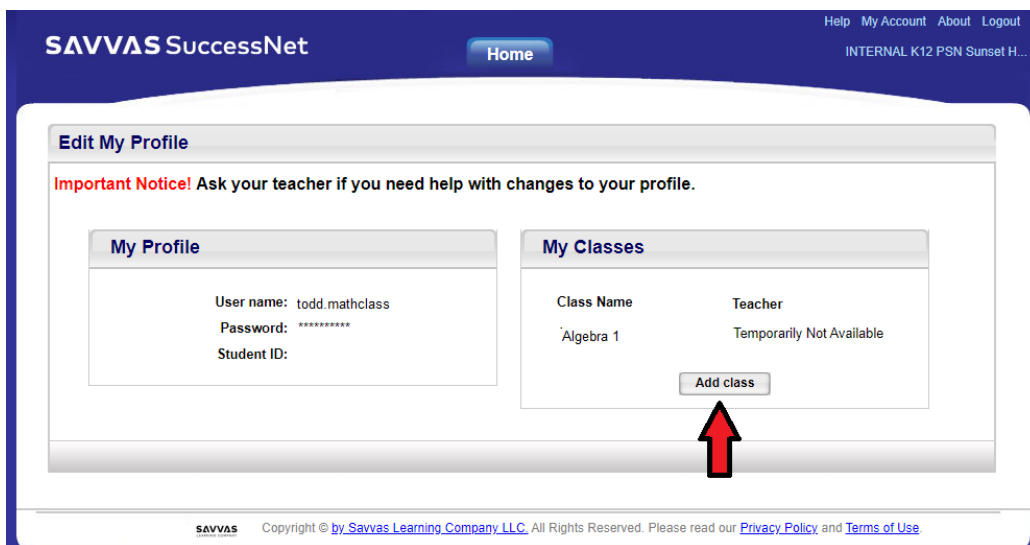 Help My Account About Logout
SAVVAS SuccessNet
Home
INTERNAL K12 PSN Sunset H...
Edit My Profile
Important Notice! Ask your teacher if you need help with changes to your profile.
My Profile
User name: todd.mathclass
Password: **********
Student ID:
My Classes
Class Name Teacher
Algebra 1 Temporarily Not Available
Add class
SAVVAS
LEARNING COMPANY
Copyright © by Savvas Learning Company LLC. All Rights Reserved. Please read our Privacy Policy and Terms of Use.